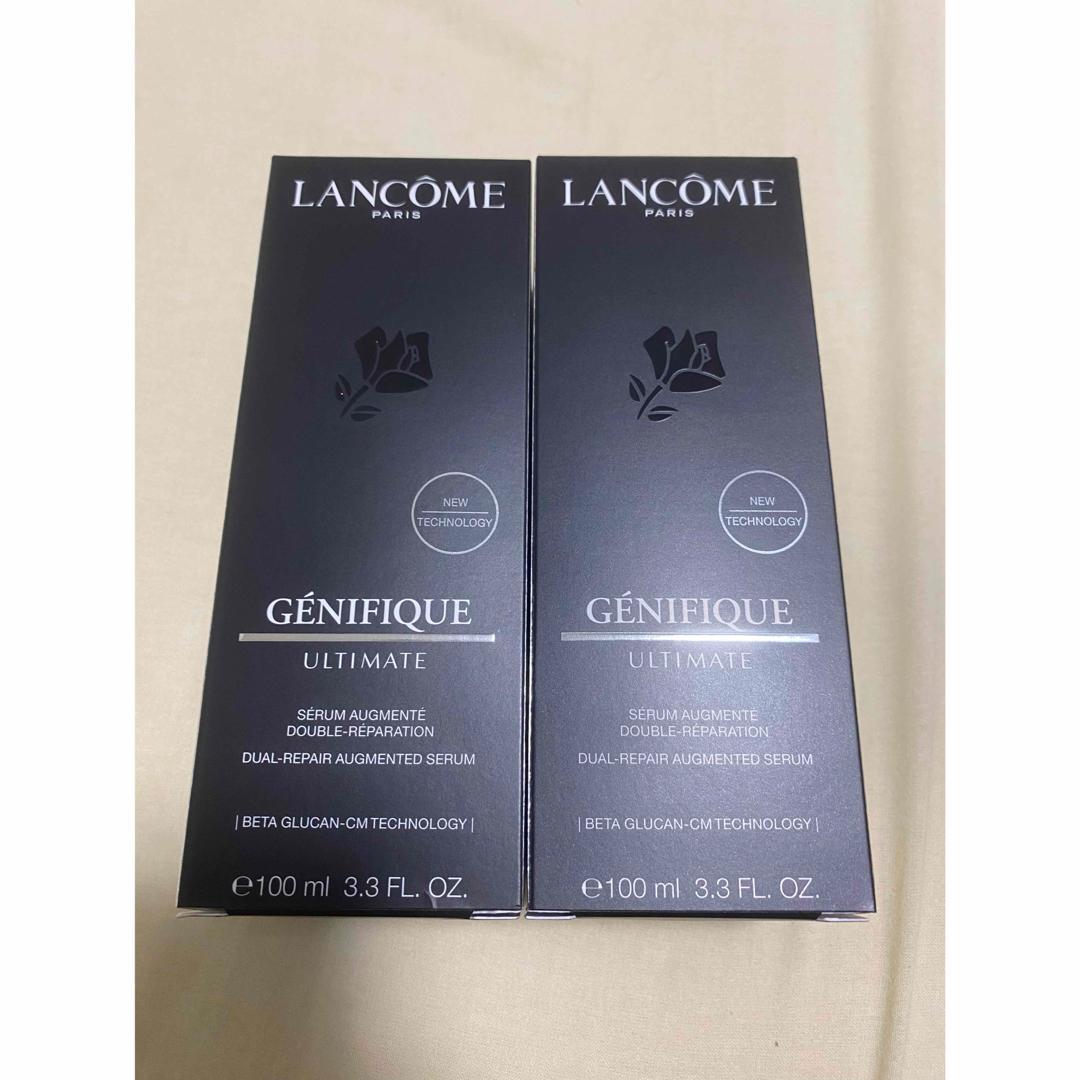 LANCÔME
PARIS
NEW
TECHNOLOGY
GÉNIFIQUE
ULTIMATE
SÉRUM AUGMENTÉ
DOUBLE-RÉPARATION
DUAL-REPAIR AUGMENTED SERUM
| BETA GLUCAN-CM TECHNOLOGY |
℮100 ml 3.3 FL. OZ.
LANCÔME
PARIS
NEW
TECHNOLOGY
GÉNIFIQUE
ULTIMATE
SÉRUM AUGMENTÉ
DOUBLE-RÉPARATION
DUAL-REPAIR AUGMENTED SERUM
| BETA GLUCAN-CM TECHNOLOGY |
℮100 ml 3.3 FL. OZ.